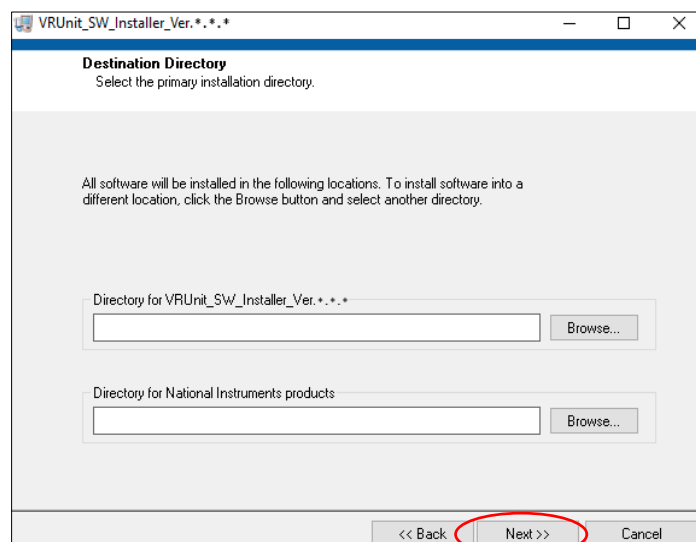 VRUnit_SW_Installer_Ver.*.*.*
Destination Directory
Select the primary installation directory.
All software will be installed in the following locations. To install software into a
different location, click the Browse button and select another directory.
Directory for VRUnit_SW_Installer_Ver.*.*.*
Browse...
Directory for National Instruments products
Browse...
<< Back Next >> Cancel